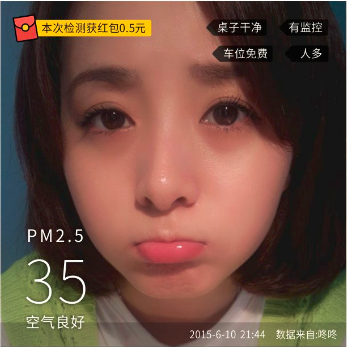 本次检测获红包0.5元
桌子干净
有监控
车位免费
人多
PM2.5
35
空气良好
2015-6-10 21:44 数据来自:咚咚